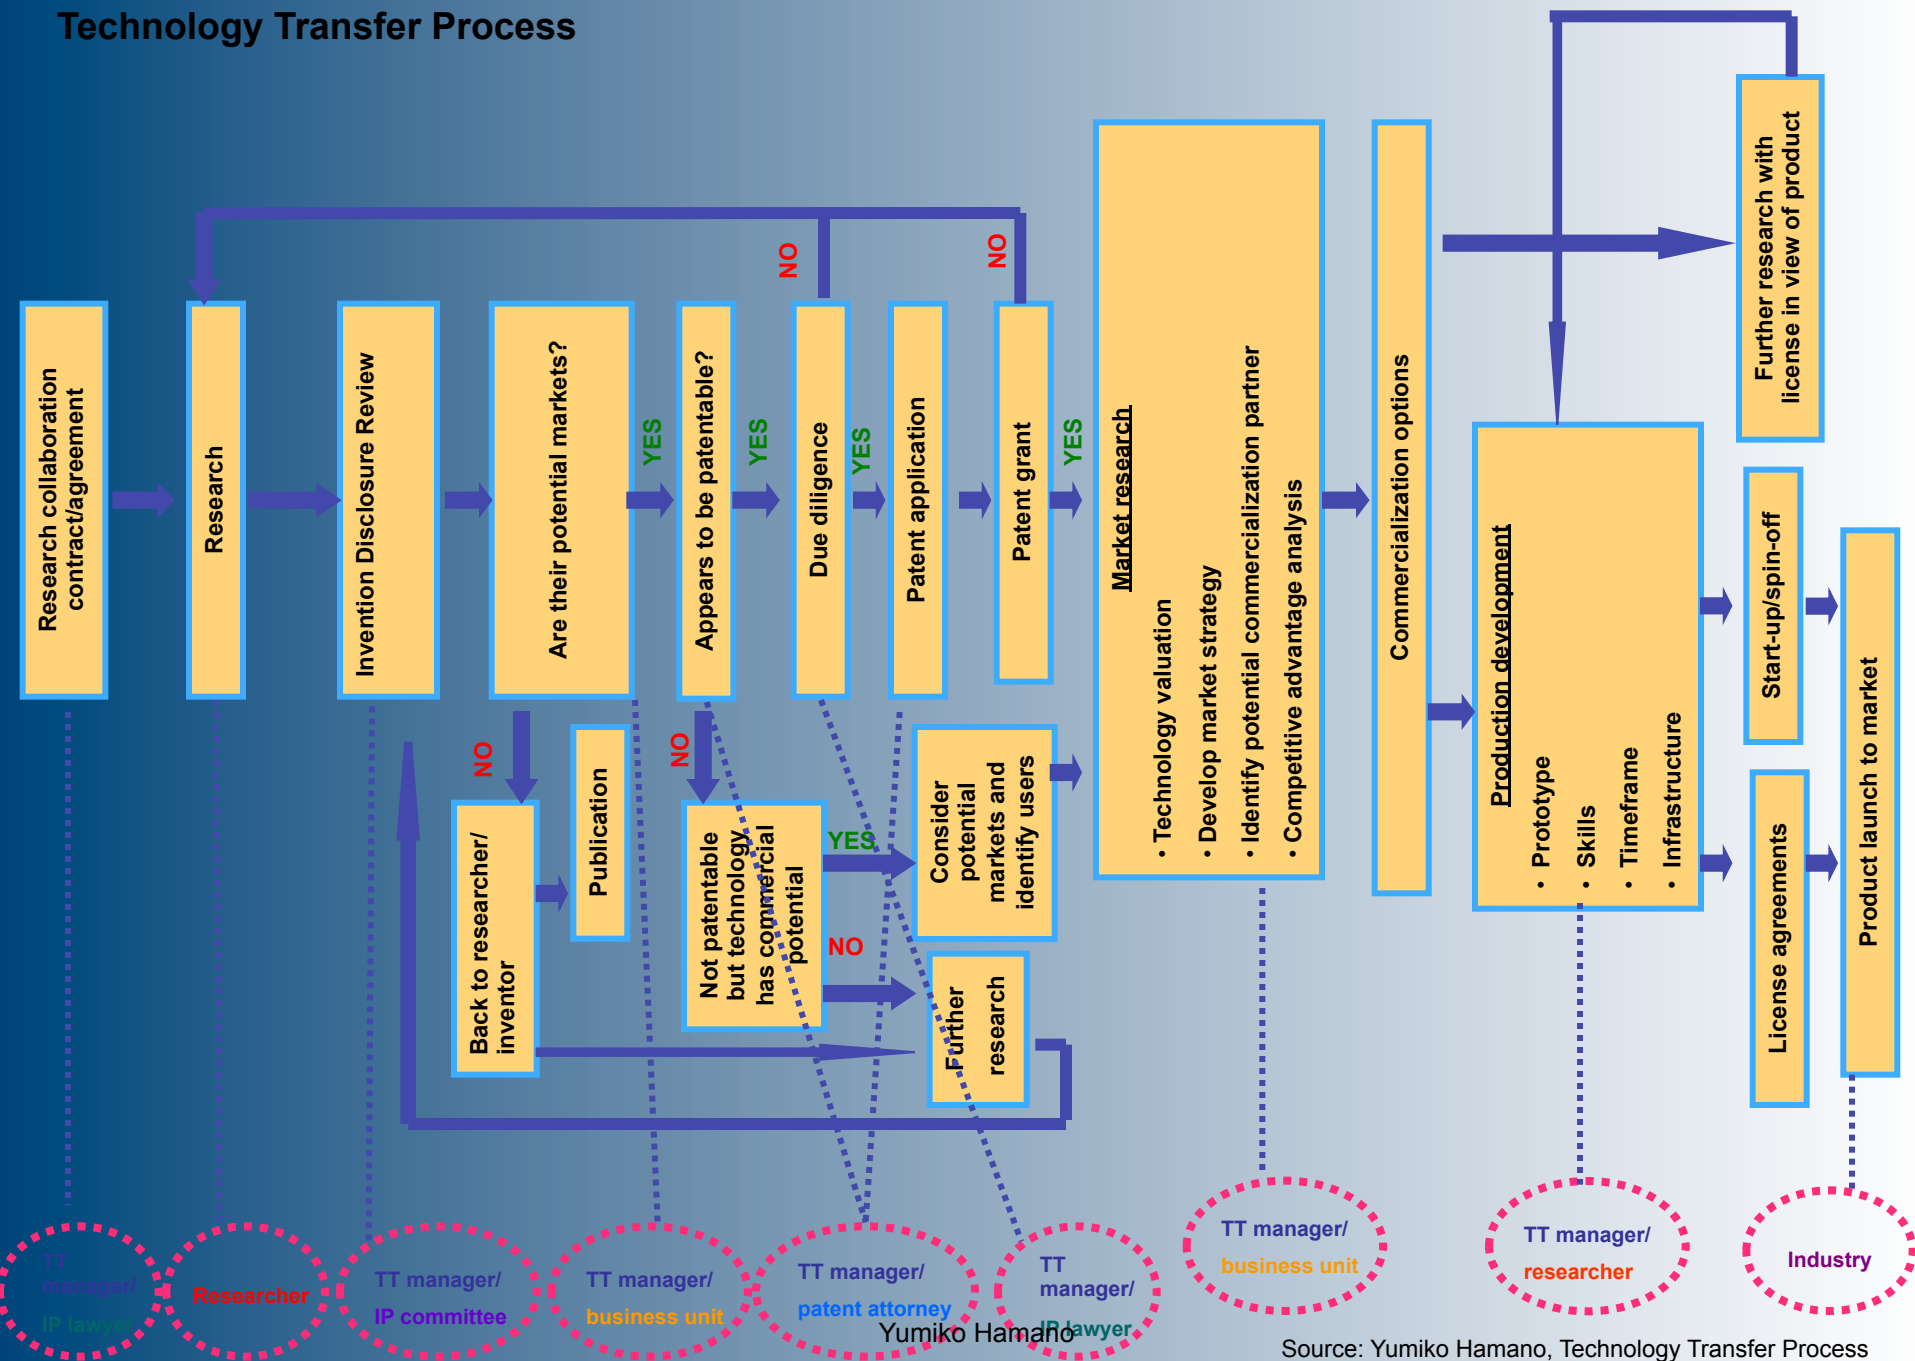 Technology Transfer Process
Research collaboration
contract/agreement
Research
Invention Disclosure Review
Are their potential markets?
YES
NO
Appears to be patentable?
YES
NO
Due diligence
YES
NO
Patent application
Patent grant
YES
NO
Back to researcher/
inventor
Publication
Not patentable
but technology
has commercial
potential
YES
NO
Consider
potential
markets and
identify users
Further
research
Market research
• Technology valuation
• Develop market strategy
• Identify potential commercialization partner
• Competitive advantage analysis
Commercialization options
Production development
• Prototype
• Skills
• Timeframe
• Infrastructure
Further research with
license in view of product
Start-up/spin-off
License agreements
Product launch to market
TT
manager/
IP lawyer
Researcher
TT manager/
IP committee
TT manager/
business unit
TT manager/
patent attorney
TT
manager/
IP lawyer
TT manager/
business unit
TT manager/
researcher
Industry
Yumiko Hamano
Source: Yumiko Hamano, Technology Transfer Process